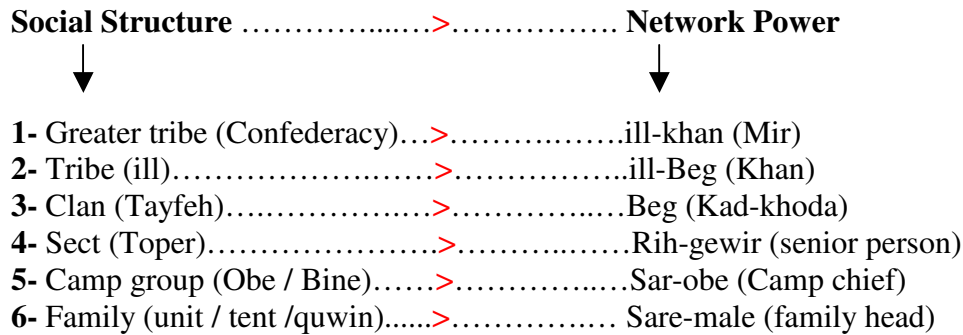 Social Structure …………....…>……………. Network Power
1- Greater tribe (Confederacy)…>……….…….ill-khan (Mir)
2- Tribe (ill)………………..….…>……………..ill-Beg (Khan)
3- Clan (Tayfeh)….…………..…>…………..…Beg (Kad-khoda)
4- Sect (Toper)………………….>………..……Rih-gewir (senior person)
5- Camp group (Obe / Bine)……>…………..…Sar-obe (Camp chief)
6- Family (unit / tent /quwin)......>………….… Sare-male (family head)